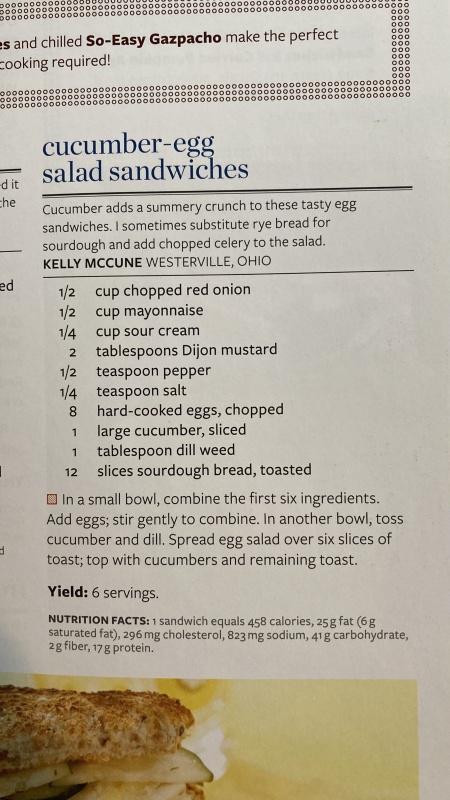 es and chilled So-Easy Gazpacho make the perfect
cooking required!
cucumber-egg
salad sandwiches
d it
the
Cucumber adds a summery crunch to these tasty egg
sandwiches. I sometimes substitute rye bread for
sourdough and add chopped celery to the salad.
KELLY MCCUNE WESTERVILLE, OHIO
ed
1/2 cup chopped red onion
1/2 cup mayonnaise
1/4 cup sour cream
2 tablespoons Dijon mustard
1/2 teaspoon pepper
1/4 teaspoon salt
8 hard-cooked eggs, chopped
1 large cucumber, sliced
1 tablespoon dill weed
12 slices sourdough bread, toasted
In a small bowl, combine the first six ingredients.
Add eggs; stir gently to combine. In another bowl, toss
cucumber and dill. Spread egg salad over six slices of
toast; top with cucumbers and remaining toast.
Yield: 6 servings.
NUTRITION FACTS: 1 sandwich equals 458 calories, 25 g fat (6 g
saturated fat), 296 mg cholesterol, 823 mg sodium, 41 g carbohydrate,
2 g fiber, 17 g protein.